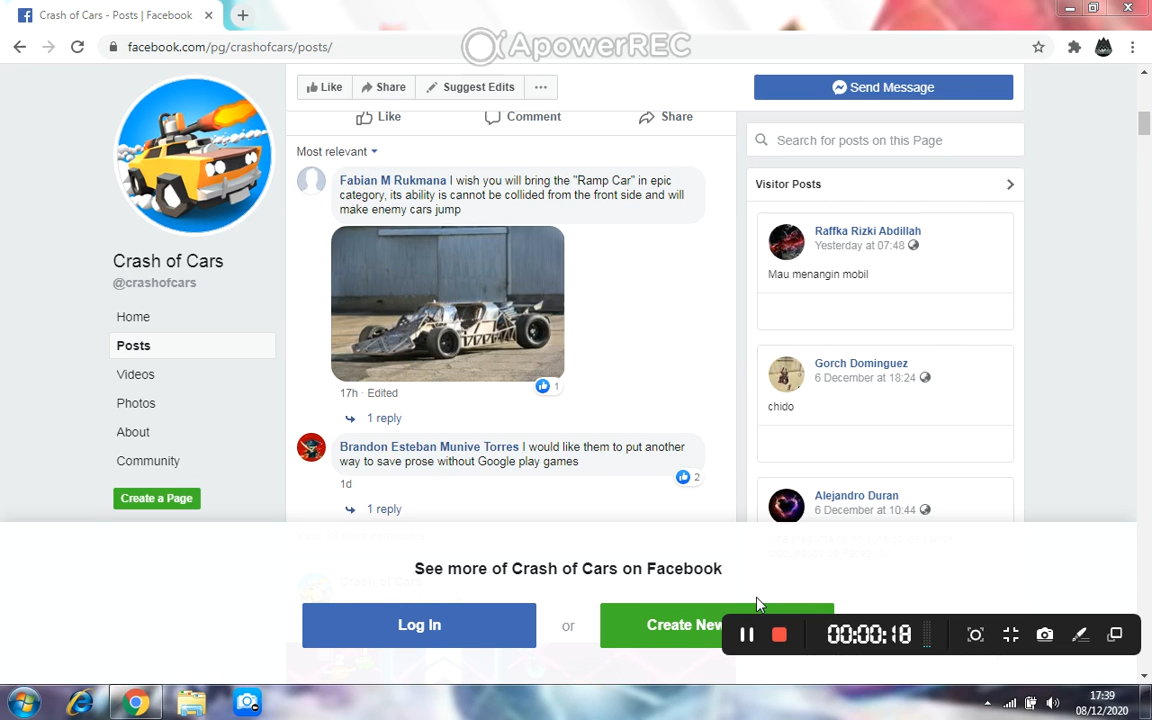 Crash of Cars - Posts | Facebook
facebook.com/pg/crashofcars/posts/
ApowerREC
Like
Share
Suggest Edits
Send Message
Like
Comment
Share
Search for posts on this Page
Most relevant
Fabian M Rukmana I wish you will bring the "Ramp Car" in epic
category, its ability is cannot be collided from the front side and will
make enemy cars jump
17h · Edited
1
1 reply
Brandon Esteban Munive Torres I would like them to put another
way to save prose without Google play games
2
1d
1 reply
Crash of Cars
@crashofcars
Home
Posts
Videos
Photos
About
Community
Create a Page
Visitor Posts
Raffka Rizki Abdillah
Yesterday at 07:48
Mau menangin mobil
Gorch Dominguez
6 December at 18:24
chido
Alejandro Duran
6 December at 10:44
Crash of Cars
See more of Crash of Cars on Facebook
Log In
or
Create New
00:00:18
17:39
08/12/2020